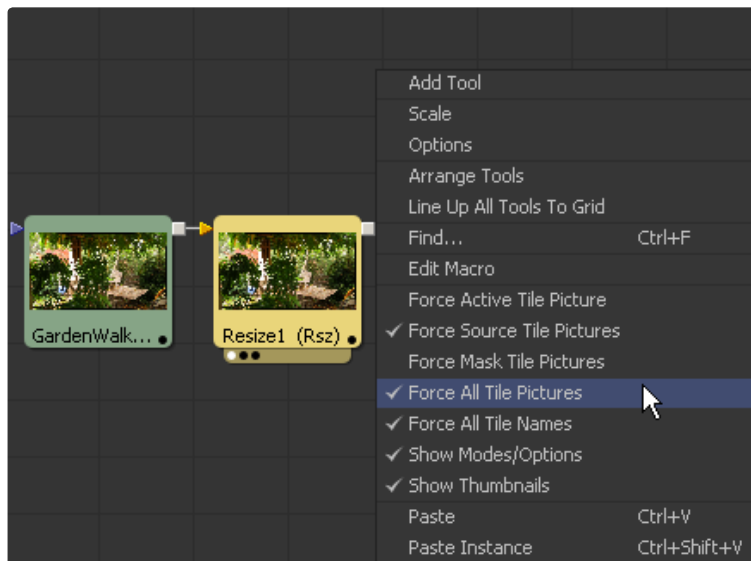 Add Tool
Scale
Options
Arrange Tools
Line Up All Tools To Grid
Find... Ctrl+F
Edit Macro
Force Active Tile Picture
Force Source Tile Pictures
Force Mask Tile Pictures
Force All Tile Pictures
Force All Tile Names
Show Modes/Options
Show Thumbnails
Paste Ctrl+V
Paste Instance Ctrl+Shift+V
GardenWalk...
Resize1 (Rsz)